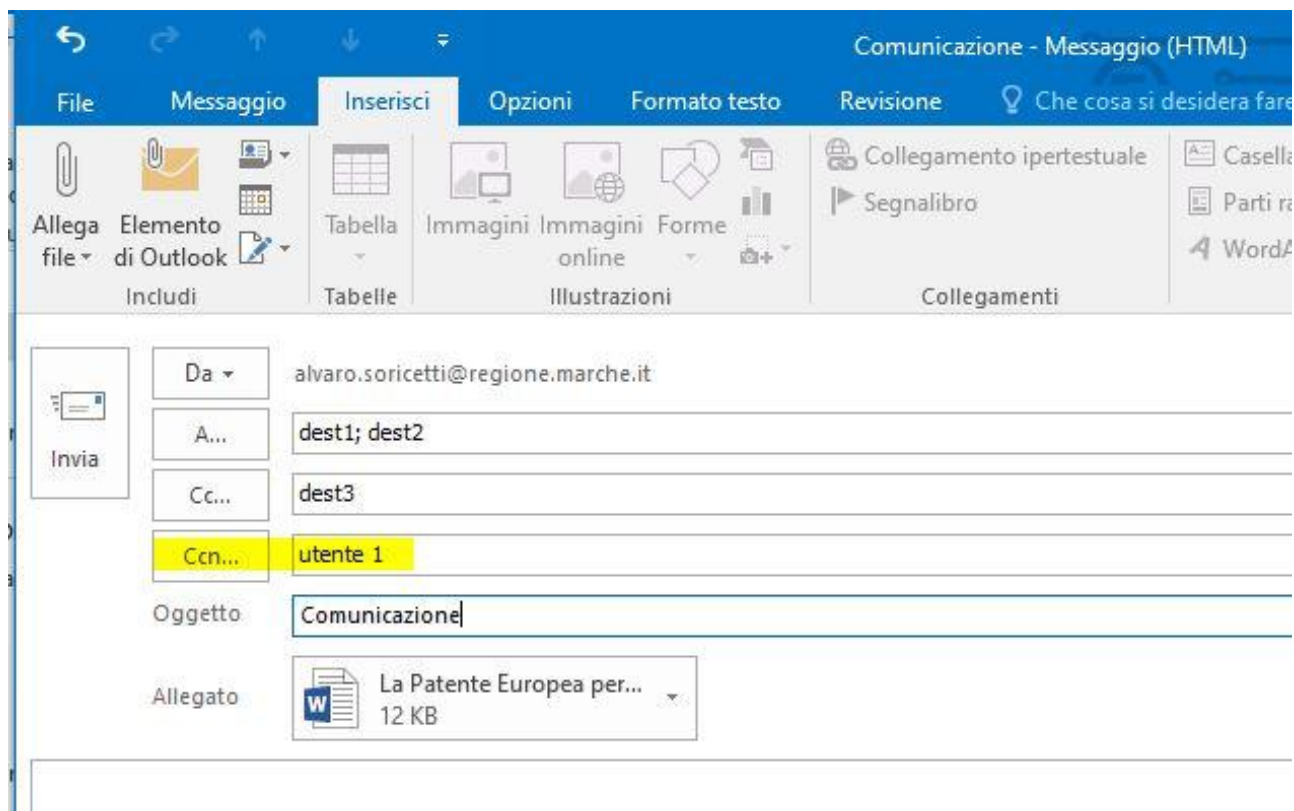 Comunicazione - Messaggio (HTML)
File Messaggio Inserisci Opzioni Formato testo Revisione Che cosa si desidera fare
Allega file
Elemento di Outlook
Tabella
Immagini
Immagini online
Forme
Collegamento ipertestuale
Segnalibro
Casella
Parti
Includi Tabelle Illustrazioni Collegamenti
Da alvaro.soricetti@regione.marche.it
Invia
A... dest1; dest2
Cc... dest3
Ccn... utente 1
Oggetto Comunicazione
Allegato La Patente Europea per...
12 KB